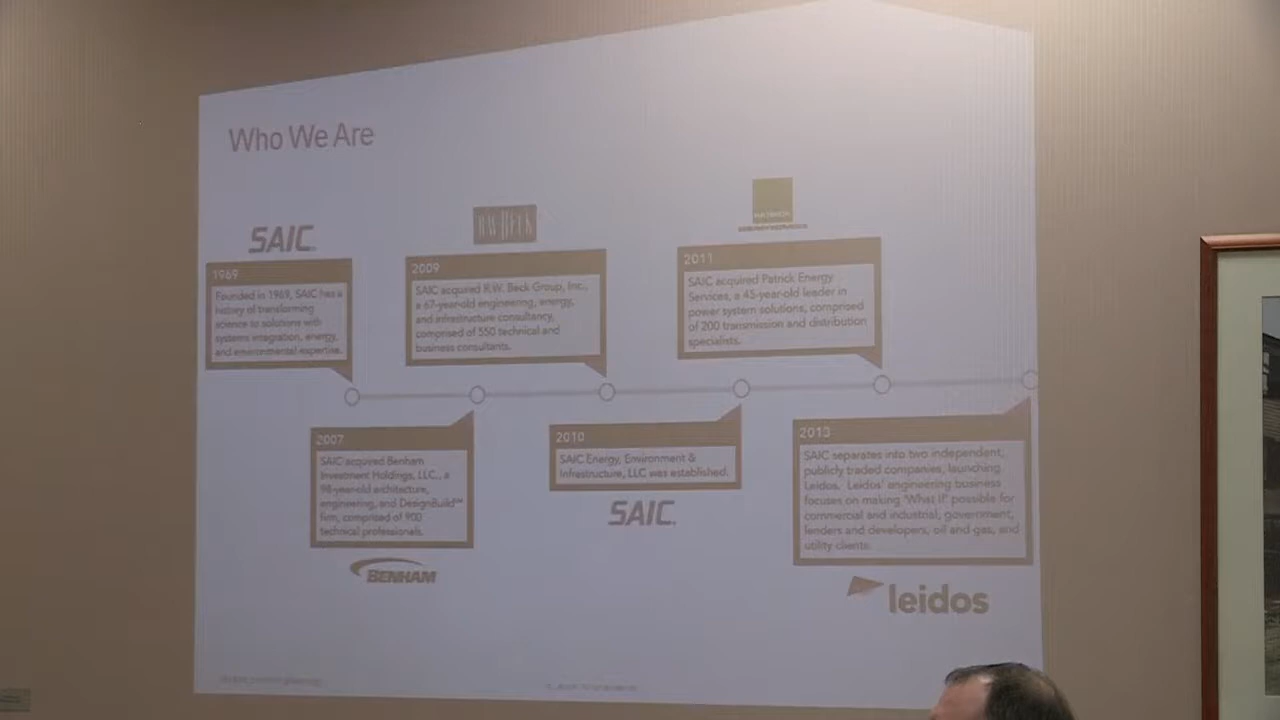 Who We Are
SAIC
1969
Founded in 1969, SAIC has a
history of transforming
science to solutions with
systems integration, energy,
and environmental expertise.
R.W. BECK
2009
SAIC acquired R.W. Beck Group, Inc.,
a 67-year-old engineering, energy,
and infrastructure consultancy,
comprised of 550 technical and
business consultants.
2011
SAIC acquired Patrick Energy
Services, a 45-year-old leader in
power system solutions, comprised
of 200 transmission and distribution
specialists.
2007
SAIC acquired Benham
Investment Holdings, LLC., a
98-year-old architecture,
engineering, and DesignBuild℠
firm, comprised of 900
technical professionals.
BENHAM
2010
SAIC Energy, Environment &
Infrastructure, LLC was established.
SAIC
2013
SAIC separates into two independent,
publicly traded companies, launching
Leidos. Leidos' engineering business
focuses on making "What if" possible for
commercial and industrial, government,
lenders and developers, oil and gas, and
utility clients.
leidos